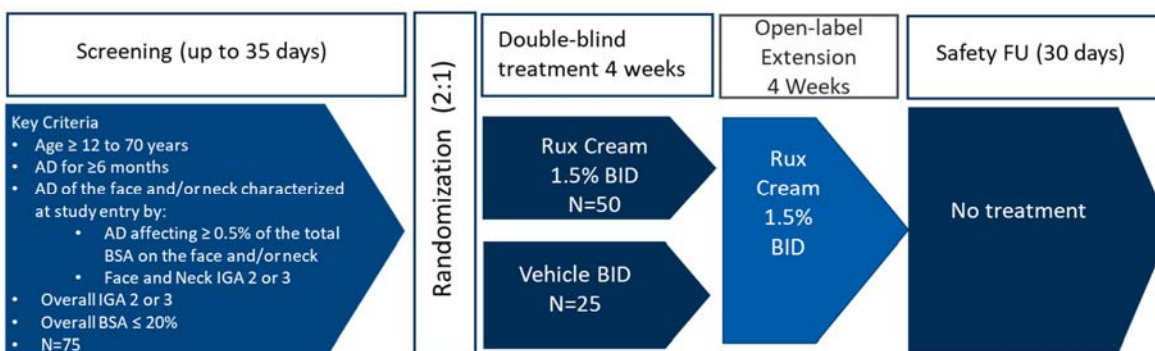 Screening (up to 35 days)
Key Criteria
• Age ≥ 12 to 70 years
• AD for ≥6 months
• AD of the face and/or neck characterized
at study entry by:
• AD affecting ≥ 0.5% of the total
BSA on the face and/or neck
• Face and Neck IGA 2 or 3
• Overall IGA 2 or 3
• Overall BSA ≤ 20%
• N=75
Randomization (2:1)
Double-blind
treatment 4 weeks
Rux Cream
1.5% BID
N=50
Vehicle BID
N=25
Open-label
Extension
4 Weeks
Rux
Cream
1.5%
BID
Safety FU (30 days)
No treatment